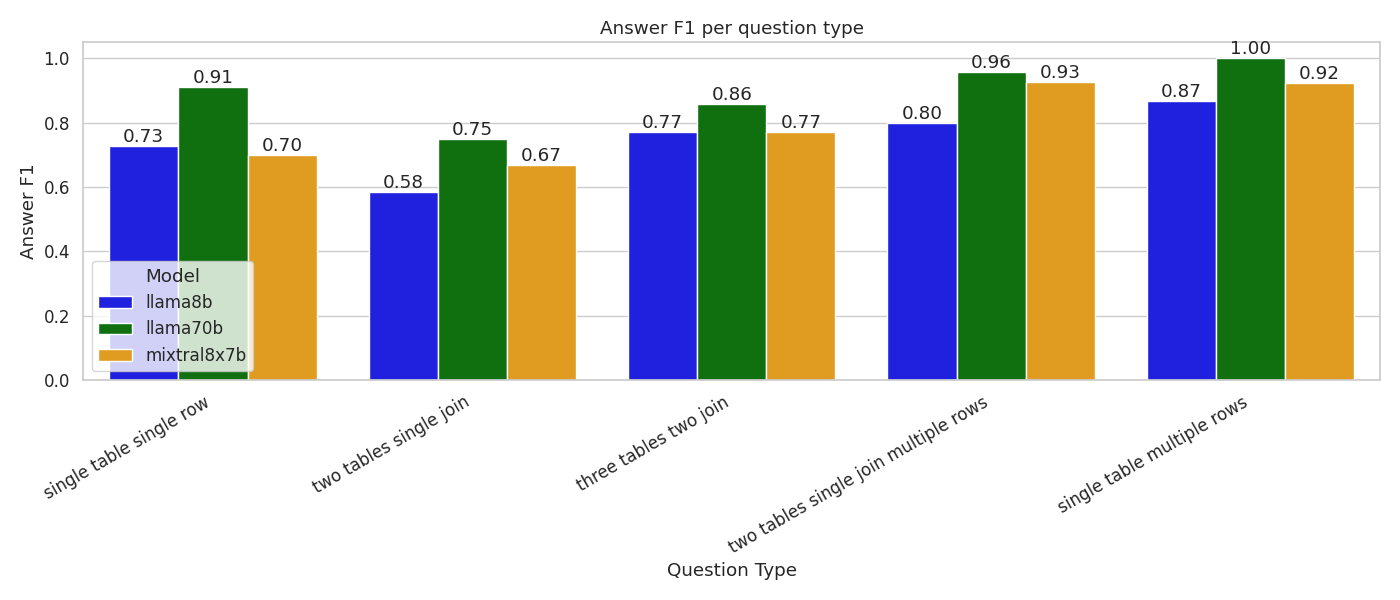 Answer F1 per question type
Answer F1
1.0
0.8
0.6
0.4
0.2
0.0
0.73
0.91
0.70
0.58
0.75
0.67
0.77
0.86
0.77
0.80
0.96
0.93
0.87
1.00
0.92
Model
llama8b
llama70b
mixtral8x7b
single table single row
two tables single join
three tables two join
two tables single join multiple rows
single table multiple rows
Question Type